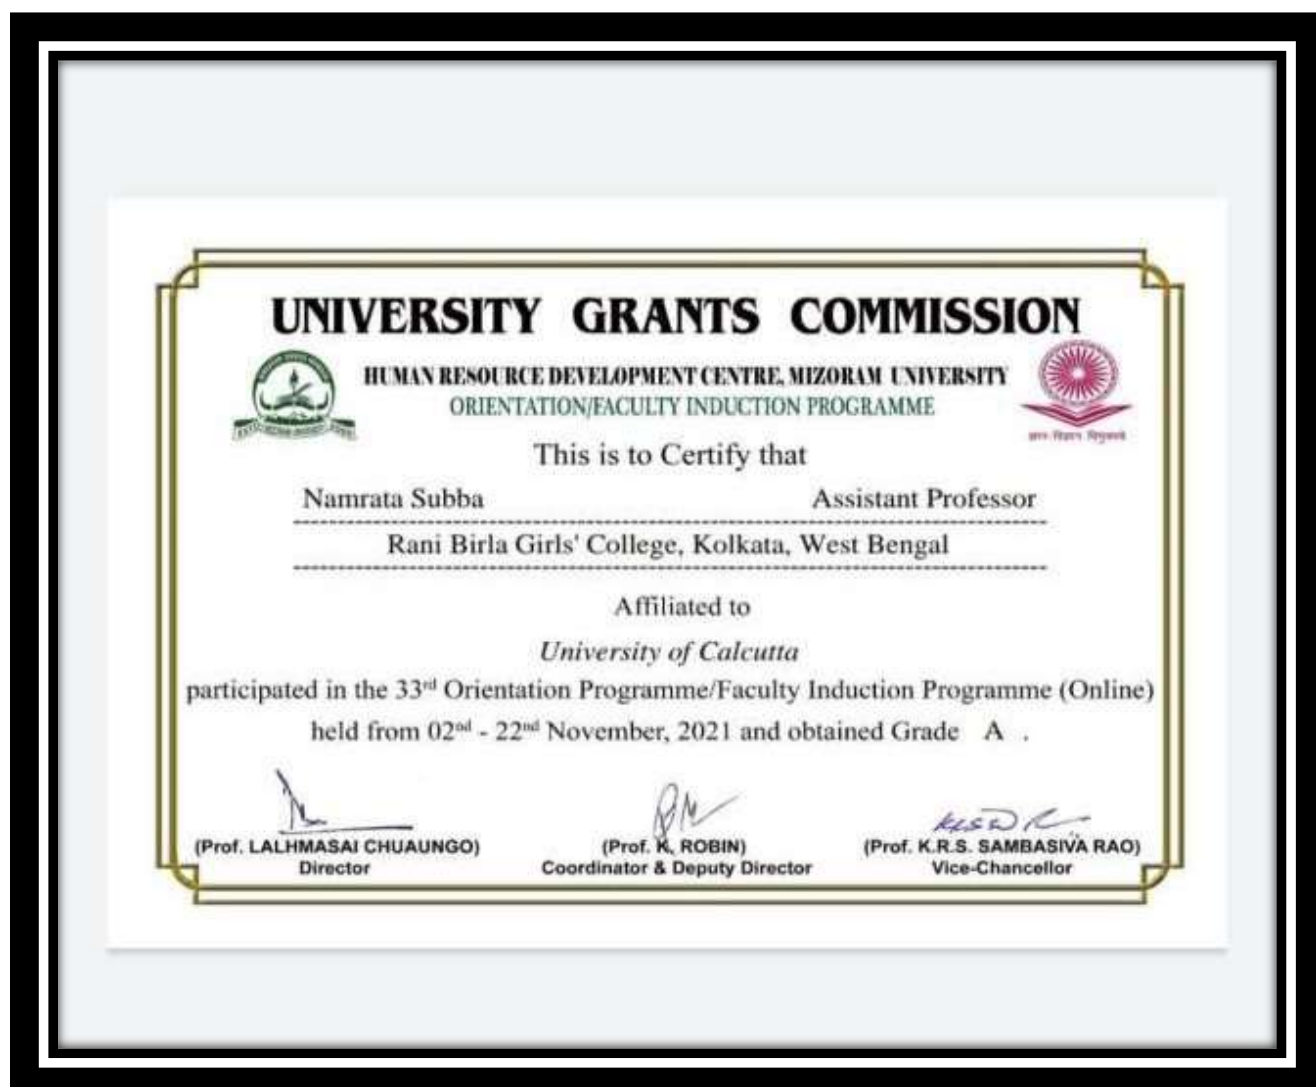 UNIVERSITY GRANTS COMMISSION
HUMAN RESOURCE DEVELOPMENT CENTRE, MIZORAM UNIVERSITY
ORIENTATION/FACULTY INDUCTION PROGRAMME
ज्ञान-विज्ञान विमुक्तये
This is to Certify that
Namrata Subba Assistant Professor
Rani Birla Girls' College, Kolkata, West Bengal
Affiliated to
University of Calcutta
participated in the 33rd Orientation Programme/Faculty Induction Programme (Online)
held from 02nd - 22nd November, 2021 and obtained Grade A .
(Prof. LALHMASAI CHUAUNGO) (Prof. K. ROBIN) (Prof. K.R.S. SAMBASIVA RAO)
Director Coordinator & Deputy Director Vice-Chancellor